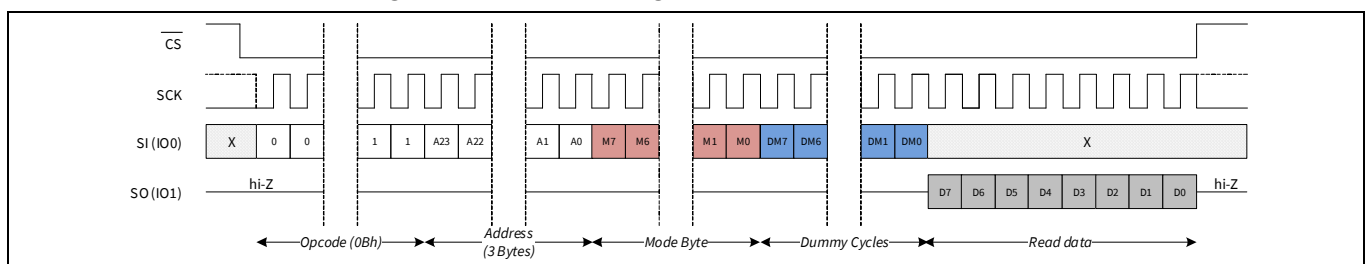 CS
SCK
SI (IO0) X 0 0 1 1 A23 A22 A1 A0 M7 M6 M1 M0 DM7 DM6 DM1 DM0 X
SO (IO1) hi-Z D7 D6 D5 D4 D3 D2 D1 D0 hi-Z
Opcode (0Bh) Address (3 Bytes) Mode Byte Dummy Cycles Read data